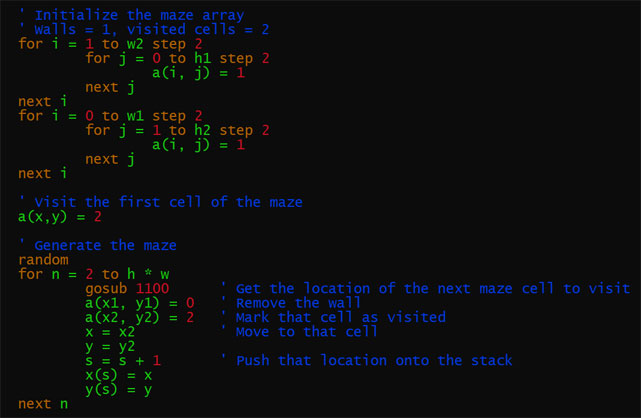 ' Initialize the maze array
' Walls = 1, visited cells = 2
for i = 1 to w2 step 2
for j = 0 to h1 step 2
a(i, j) = 1
next j
next i
for i = 0 to w1 step 2
for j = 1 to h2 step 2
a(i, j) = 1
next j
next i
' Visit the first cell of the maze
a(x,y) = 2
' Generate the maze
random
for n = 2 to h * w
gosub 1100 ' Get the location of the next maze cell to visit
a(x1, y1) = 0 ' Remove the wall
a(x2, y2) = 2 ' Mark that cell as visited
x = x2 ' Move to that cell
y = y2
s = s + 1 ' Push that location onto the stack
x(s) = x
y(s) = y
next n